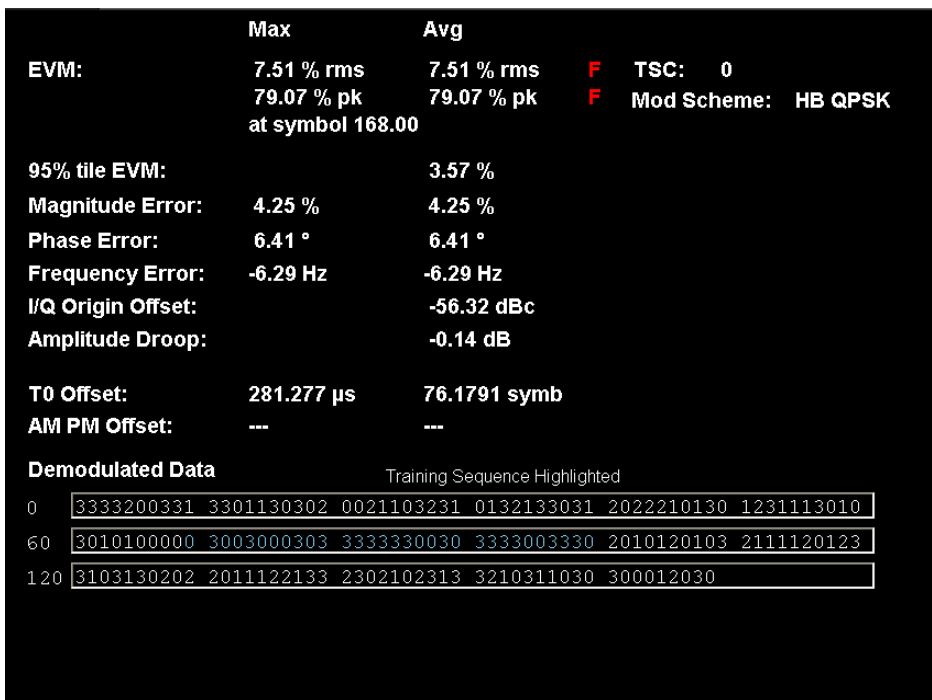 Max Avg
EVM: 7.51 % rms 7.51 % rms F TSC: 0
79.07 % pk 79.07 % pk F Mod Scheme: HB QPSK
at symbol 168.00
95% tile EVM: 3.57 %
Magnitude Error: 4.25 % 4.25 %
Phase Error: 6.41 ° 6.41 °
Frequency Error: -6.29 Hz -6.29 Hz
I/Q Origin Offset: -56.32 dBc
Amplitude Droop: -0.14 dB
T0 Offset: 281.277 µs 76.1791 symb
AM PM Offset: --- ---
Demodulated Data Training Sequence Highlighted
0 3333200331 3301130302 0021103231 0132133031 2022210130 1231113010
60 3010100000 3003000303 3333330030 3333003330 2010120103 2111120123
120 3103130202 2011122133 2302102313 3210311030 300012030